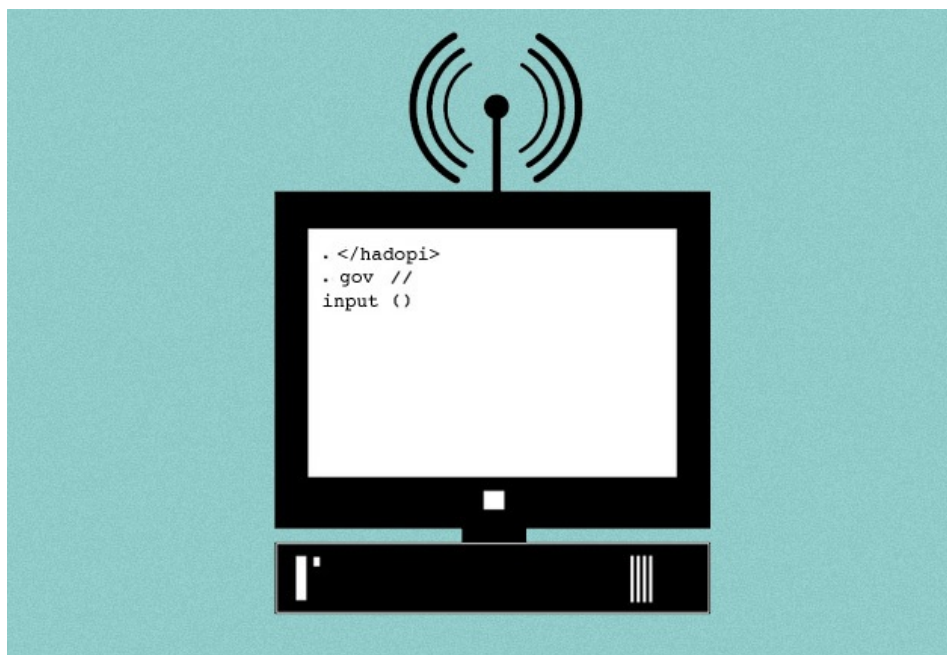 . </hadopi>
. gov //
input ()